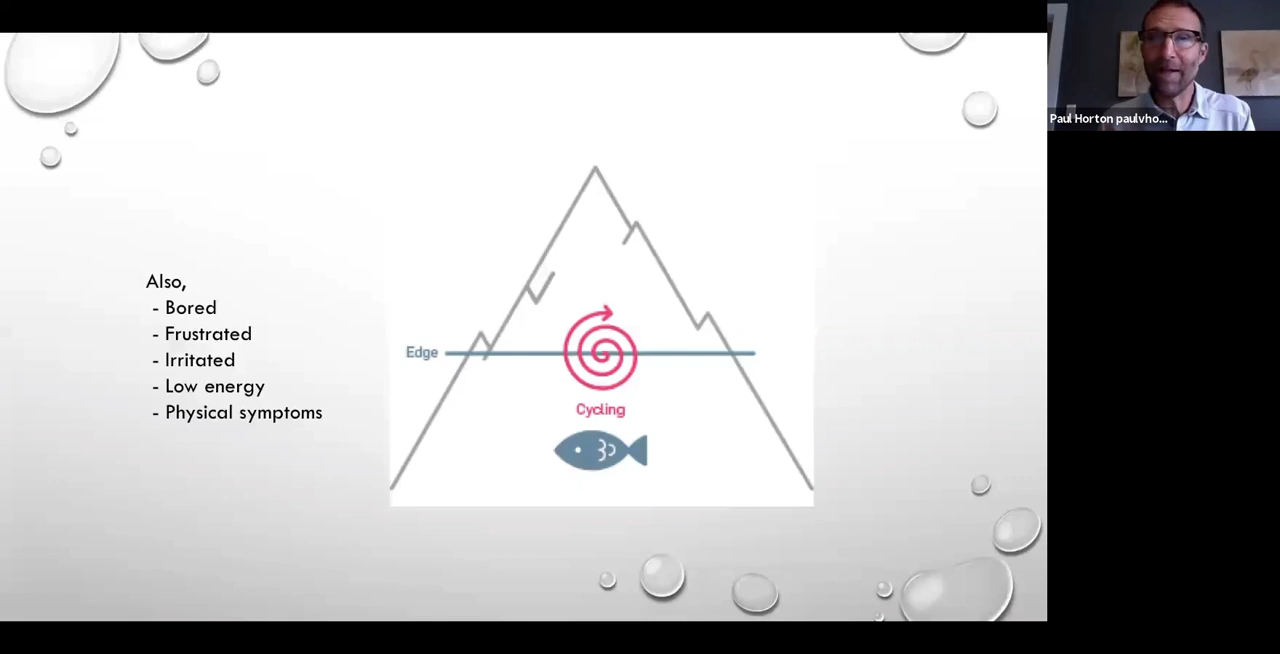 Paul Horton paulvho...
Also,
- Bored
- Frustrated
- Irritated
- Low energy
- Physical symptoms
Edge
Cycling